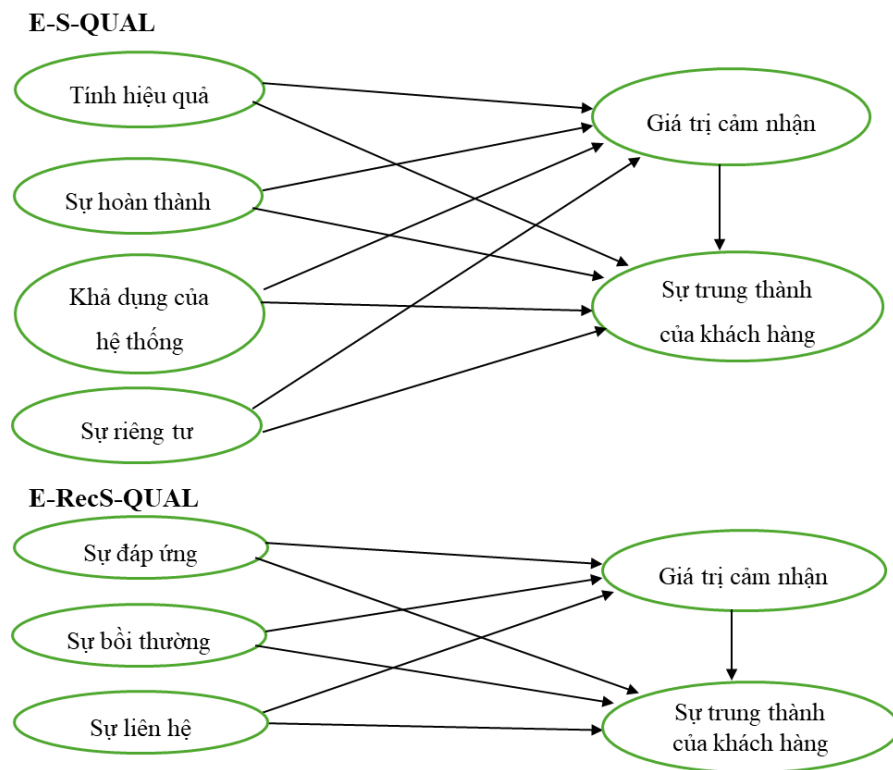 E-S-QUAL
Tính hiệu quả
Giá trị cảm nhận
Sự hoàn thành
Khả dụng của
hệ thống
Sự trung thành
của khách hàng
Sự riêng tư
E-RecS-QUAL
Sự đáp ứng
Giá trị cảm nhận
Sự bồi thường
Sự liên hệ
Sự trung thành
của khách hàng